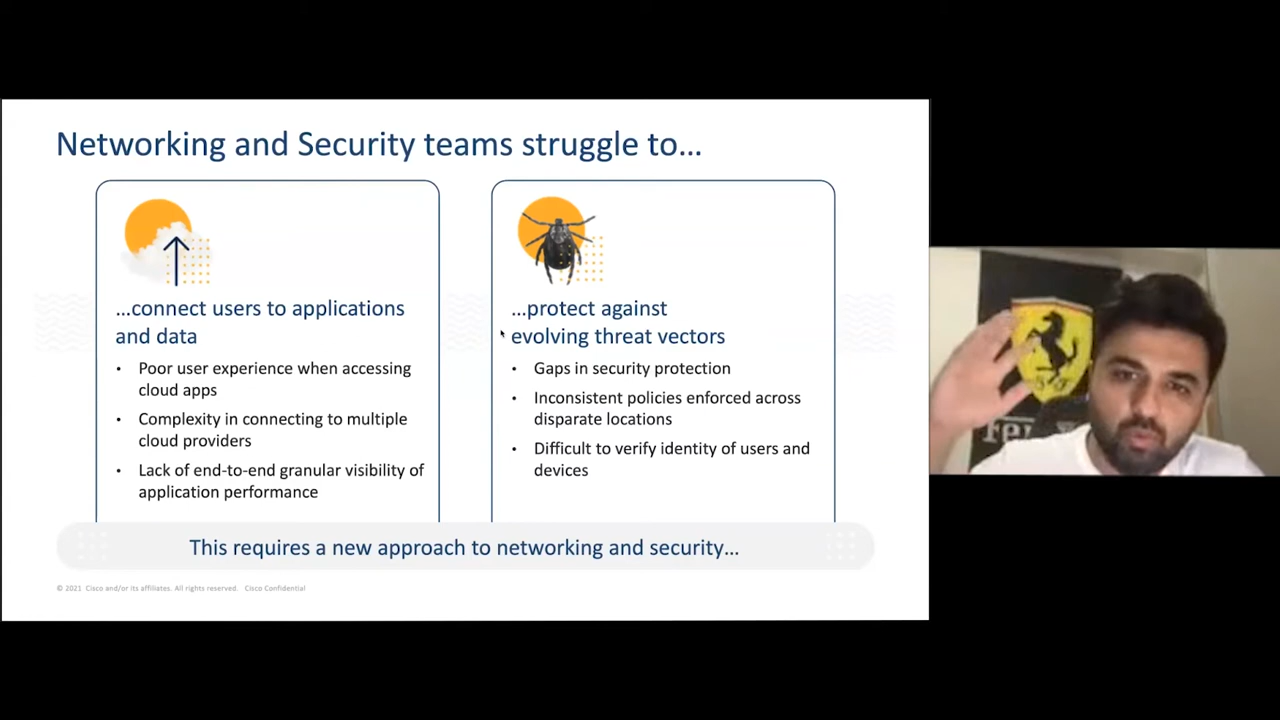 Networking and Security teams struggle to...
...connect users to applications
and data
• Poor user experience when accessing
cloud apps
• Complexity in connecting to multiple
cloud providers
• Lack of end-to-end granular visibility of
application performance
...protect against
evolving threat vectors
• Gaps in security protection
• Inconsistent policies enforced across
disparate locations
• Difficult to verify identity of users and
devices
This requires a new approach to networking and security...
© 2021 Cisco and/or its affiliates. All rights reserved. Cisco Confidential